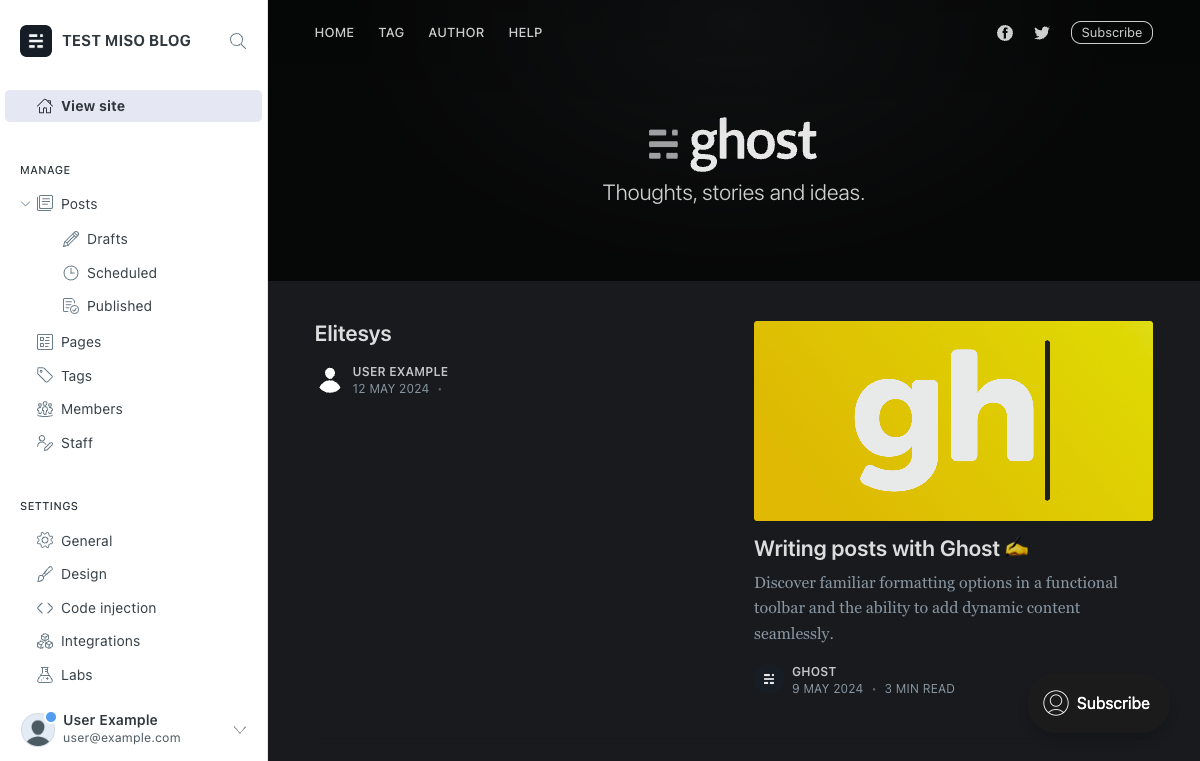 TEST MISO BLOG
View site
MANAGE
Posts
Drafts
Scheduled
Published
Pages
Tags
Members
Staff
SETTINGS
General
Design
Code injection
Integrations
Labs
User Example
user@example.com
HOME TAG AUTHOR HELP
Subscribe
ghost
Thoughts, stories and ideas.
Elitesys
USER EXAMPLE
12 MAY 2024 •
gh
Writing posts with Ghost ✍️
Discover familiar formatting options in a functional
toolbar and the ability to add dynamic content
seamlessly.
GHOST
9 MAY 2024 • 3 MIN READ
Subscribe